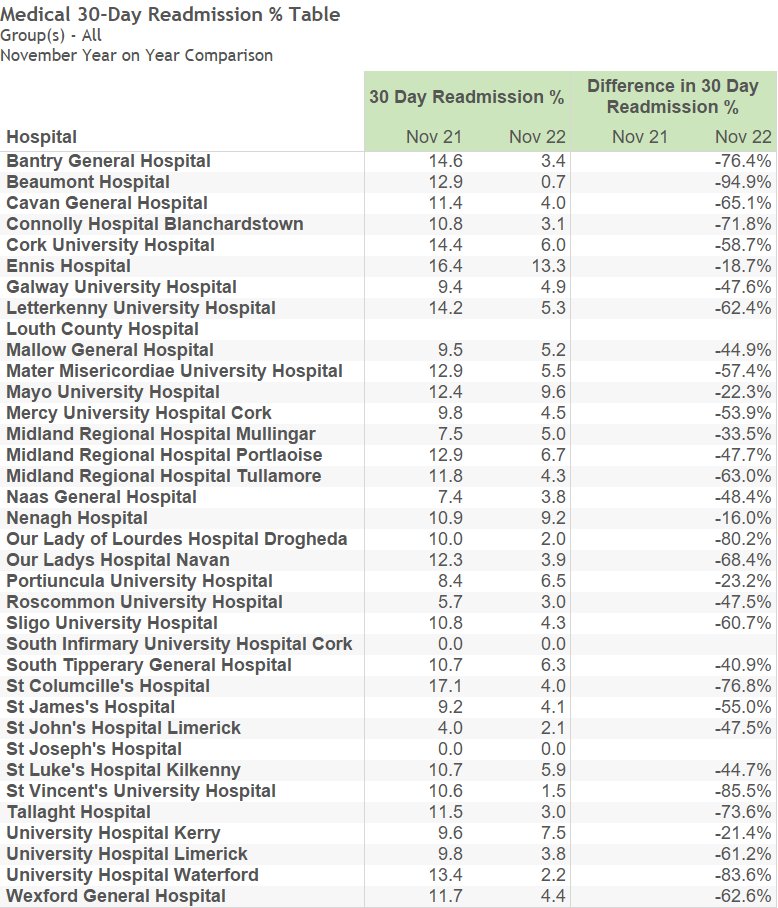 Medical 30-Day Readmission % Table
Group(s) - All
November Year on Year Comparison
30 Day Readmission % Difference in 30 Day Readmission %
Hospital Nov 21 Nov 22 Nov 21 Nov 22
Bantry General Hospital 14.6 3.4 -76.4%
Beaumont Hospital 12.9 0.7 -94.9%
Cavan General Hospital 11.4 4.0 -65.1%
Connolly Hospital Blanchardstown 10.8 3.1 -71.8%
Cork University Hospital 14.4 6.0 -58.7%
Ennis Hospital 16.4 13.3 -18.7%
Galway University Hospital 9.4 4.9 -47.6%
Letterkenny University Hospital 14.2 5.3 -62.4%
Louth County Hospital
Mallow General Hospital 9.5 5.2 -44.9%
Mater Misericordiae University Hospital 12.9 5.5 -57.4%
Mayo University Hospital 12.4 9.6 -22.3%
Mercy University Hospital Cork 9.8 4.5 -53.9%
Midland Regional Hospital Mullingar 7.5 5.0 -33.5%
Midland Regional Hospital Portlaoise 12.9 6.7 -47.7%
Midland Regional Hospital Tullamore 11.8 4.3 -63.0%
Naas General Hospital 7.4 3.8 -48.4%
Nenagh Hospital 10.9 9.2 -16.0%
Our Lady of Lourdes Hospital Drogheda 10.0 2.0 -80.2%
Our Ladys Hospital Navan 12.3 3.9 -68.4%
Portiuncula University Hospital 8.4 6.5 -23.2%
Roscommon University Hospital 5.7 3.0 -47.5%
Sligo University Hospital 10.8 4.3 -60.7%
South Infirmary University Hospital Cork 0.0 0.0
South Tipperary General Hospital 10.7 6.3 -40.9%
St Columcille's Hospital 17.1 4.0 -76.8%
St James's Hospital 9.2 4.1 -55.0%
St John's Hospital Limerick 4.0 2.1 -47.5%
St Joseph's Hospital 0.0 0.0
St Luke's Hospital Kilkenny 10.7 5.9 -44.7%
St Vincent's University Hospital 10.6 1.5 -85.5%
Tallaght Hospital 11.5 3.0 -73.6%
University Hospital Kerry 9.6 7.5 -21.4%
University Hospital Limerick 9.8 3.8 -61.2%
University Hospital Waterford 13.4 2.2 -83.6%
Wexford General Hospital 11.7 4.4 -62.6%